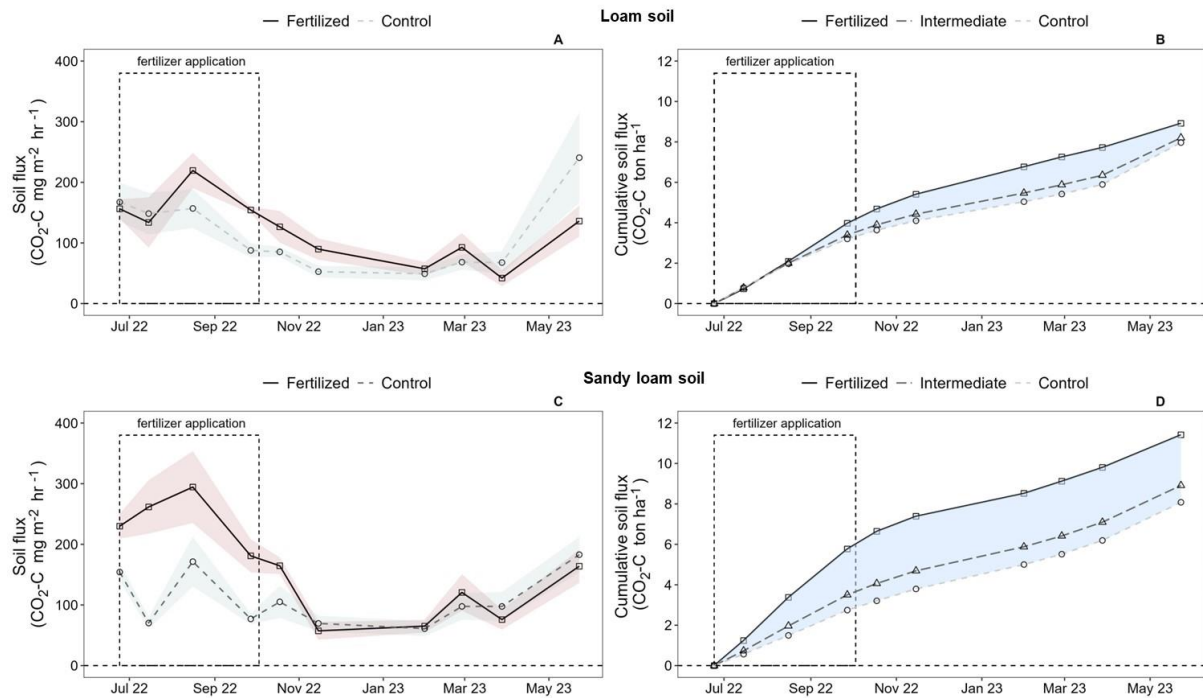 Loam soil
Fertilized Control
Fertilized Intermediate Control
A
B
fertilizer application
fertilizer application
400
300
200
100
0
Soil flux
(CO₂-C mg m⁻² hr⁻¹)
Jul 22 Sep 22 Nov 22 Jan 23 Mar 23 May 23
12
10
8
6
4
2
0
Cumulative soil flux
(CO₂-C ton ha⁻¹
Jul 22 Sep 22 Nov 22 Jan 23 Mar 23 May 23
Sandy loam soil
Fertilized Control
Fertilized Intermediate Control
C
D
fertilizer application
fertilizer application
400
300
200
100
0
Soil flux
(CO₂-C mg m⁻² hr⁻¹)
Jul 22 Sep 22 Nov 22 Jan 23 Mar 23 May 23
12
10
8
6
4
2
0
Cumulative soil flux
(CO₂-C ton ha⁻¹)
Jul 22 Sep 22 Nov 22 Jan 23 Mar 23 May 23